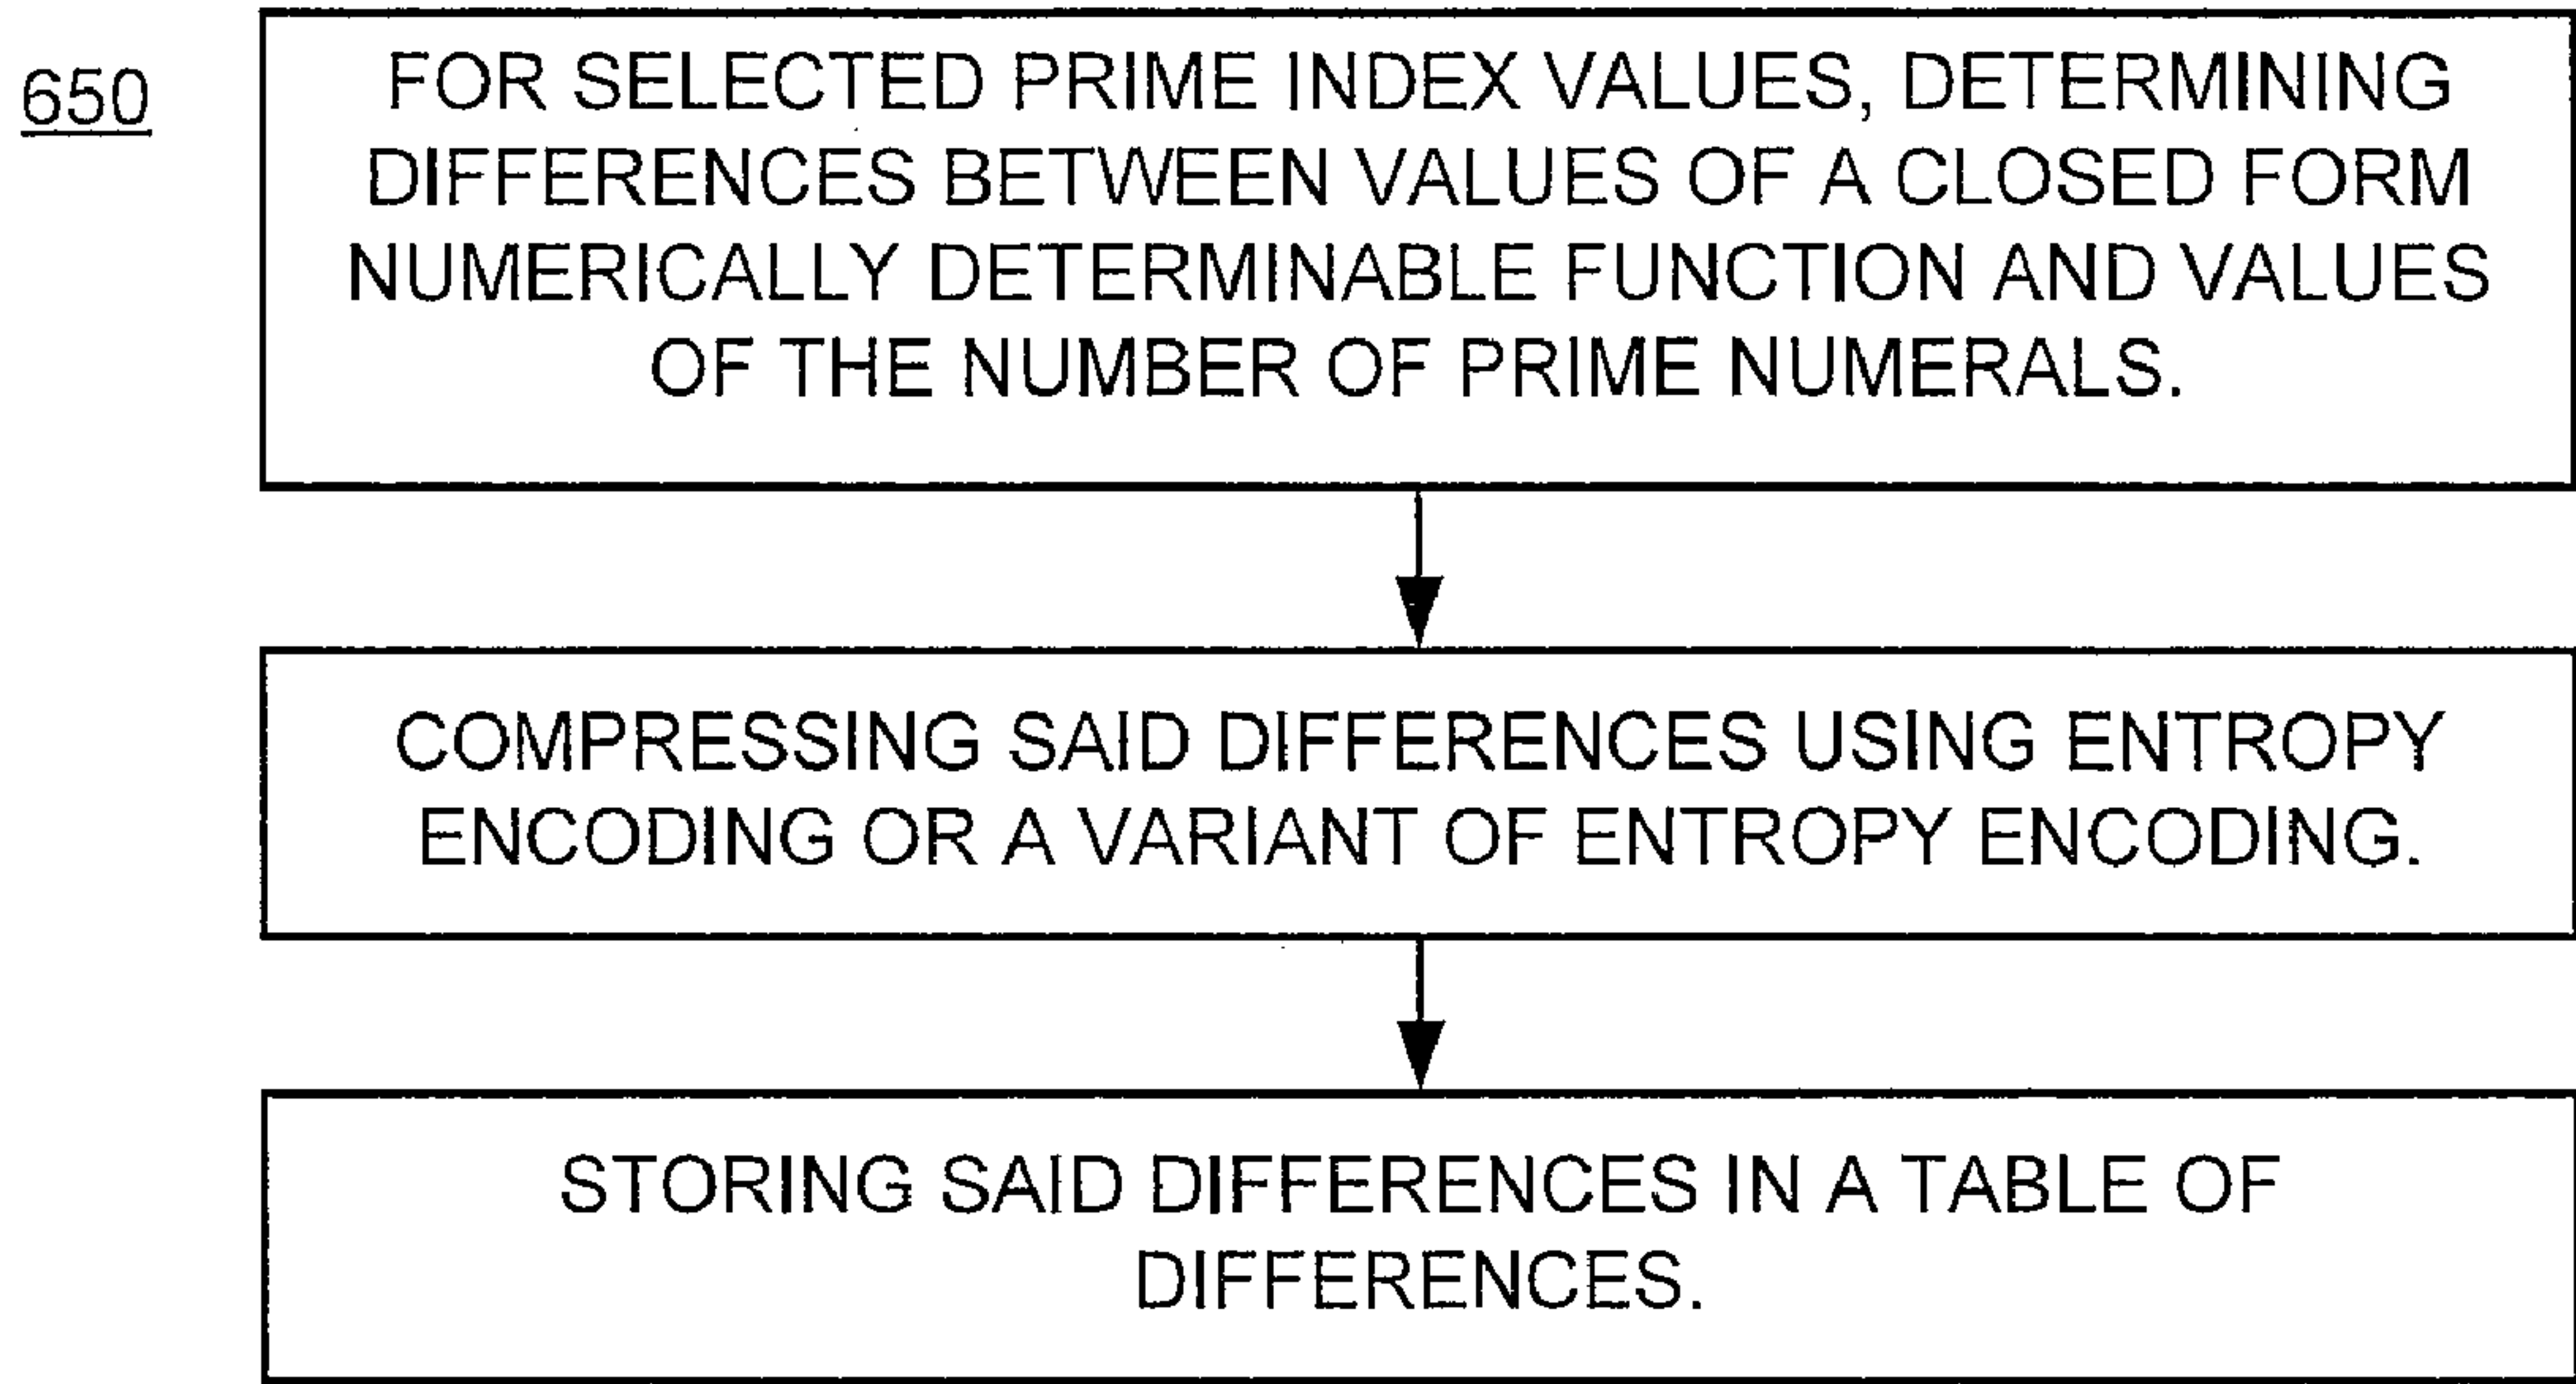 650
FOR SELECTED PRIME INDEX VALUES, DETERMINING
DIFFERENCES BETWEEN VALUES OF A CLOSED FORM
NUMERICALLY DETERMINABLE FUNCTION AND VALUES
OF THE NUMBER OF PRIME NUMERALS.
COMPRESSING SAID DIFFERENCES USING ENTROPY
ENCODING OR A VARIANT OF ENTROPY ENCODING.
STORING SAID DIFFERENCES IN A TABLE OF
DIFFERENCES.